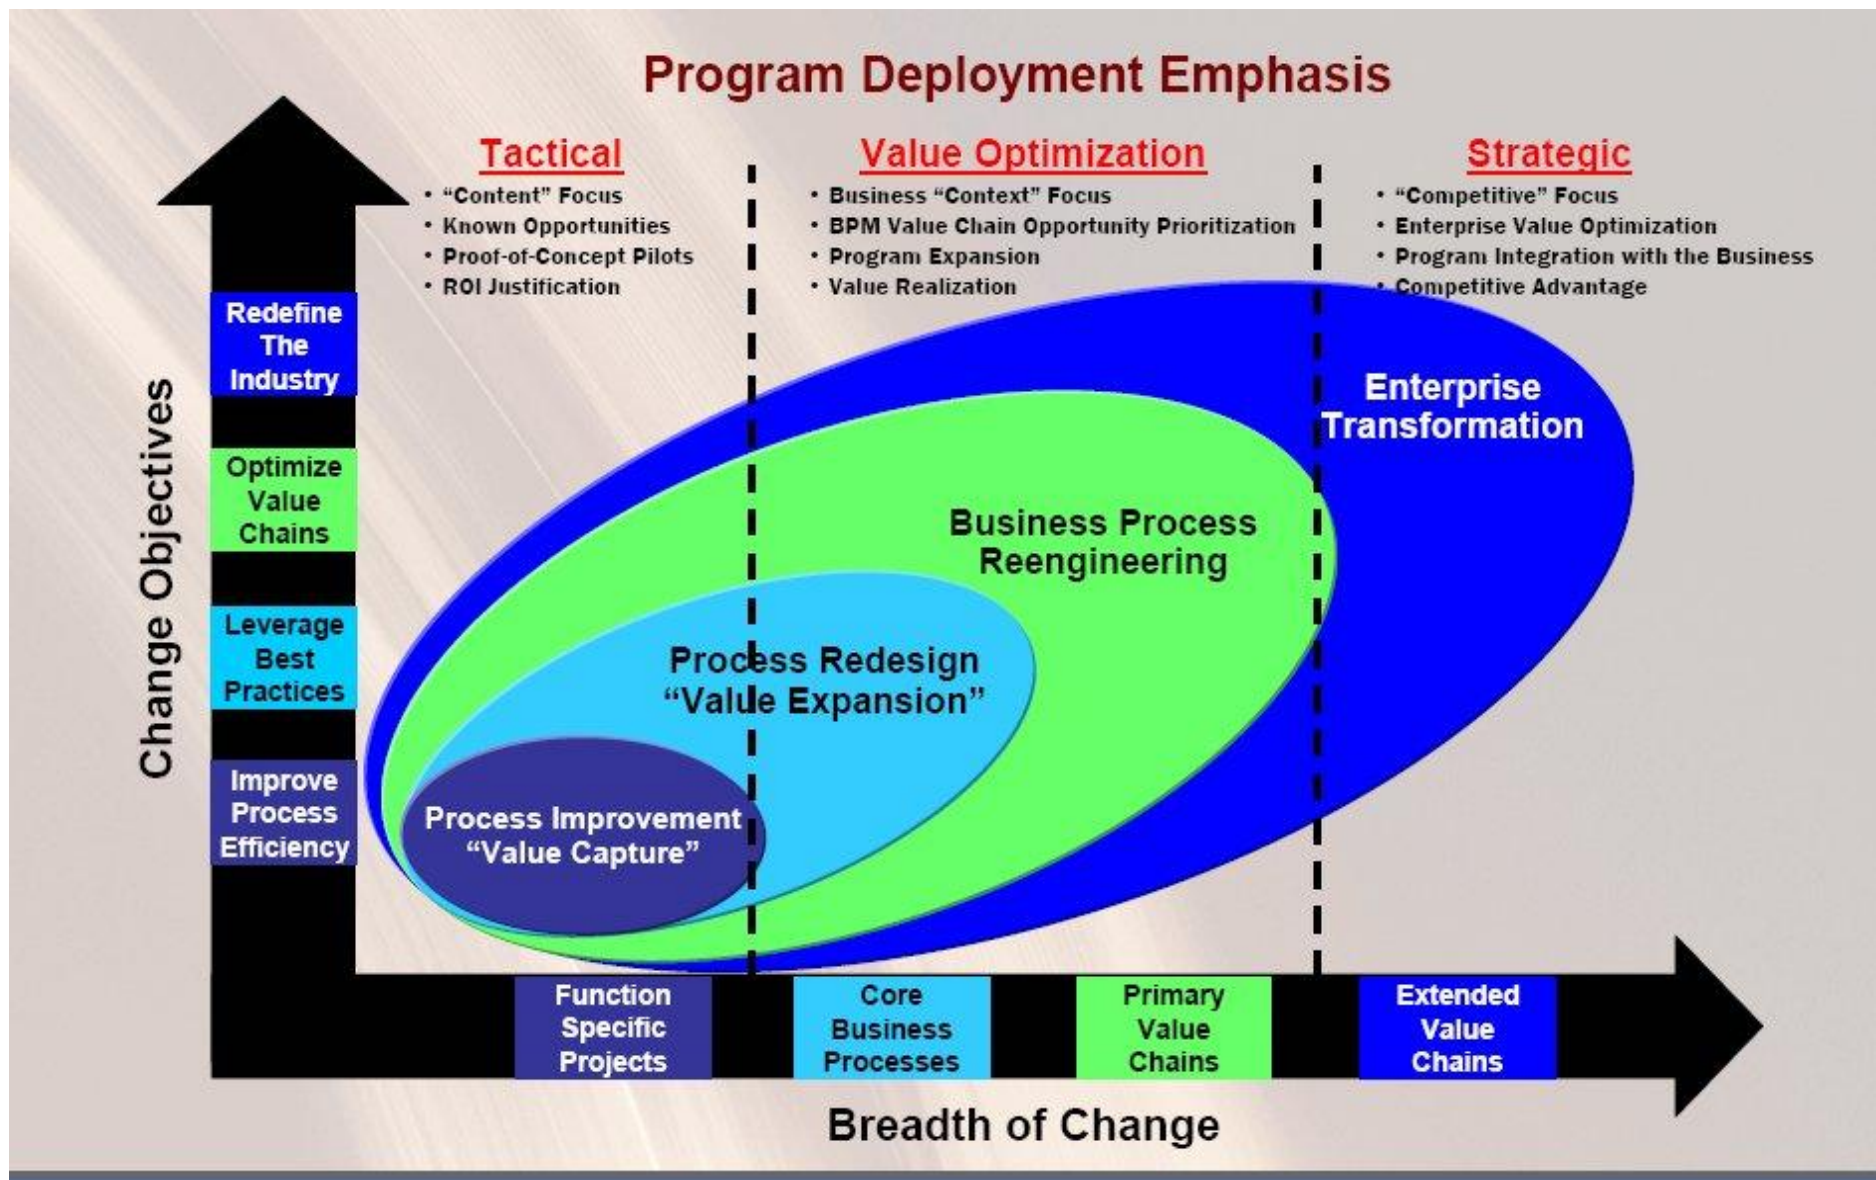 Program Deployment Emphasis
Tactical
• “Content” Focus
• Known Opportunities
• Proof-of-Concept Pilots
• ROI Justification
Value Optimization
• Business “Context” Focus
• BPM Value Chain Opportunity Prioritization
• Program Expansion
• Value Realization
Strategic
• “Competitive” Focus
• Enterprise Value Optimization
• Program Integration with the Business
• Competitive Advantage
Change Objectives
Redefine
The
Industry
Optimize
Value
Chains
Leverage
Best
Practices
Improve
Process
Efficiency
Enterprise
Transformation
Business Process
Reengineering
Process Redesign
“Value Expansion”
Process Improvement
“Value Capture”
Function
Specific
Projects
Core
Business
Processes
Primary
Value
Chains
Extended
Value
Chains
Breadth of Change